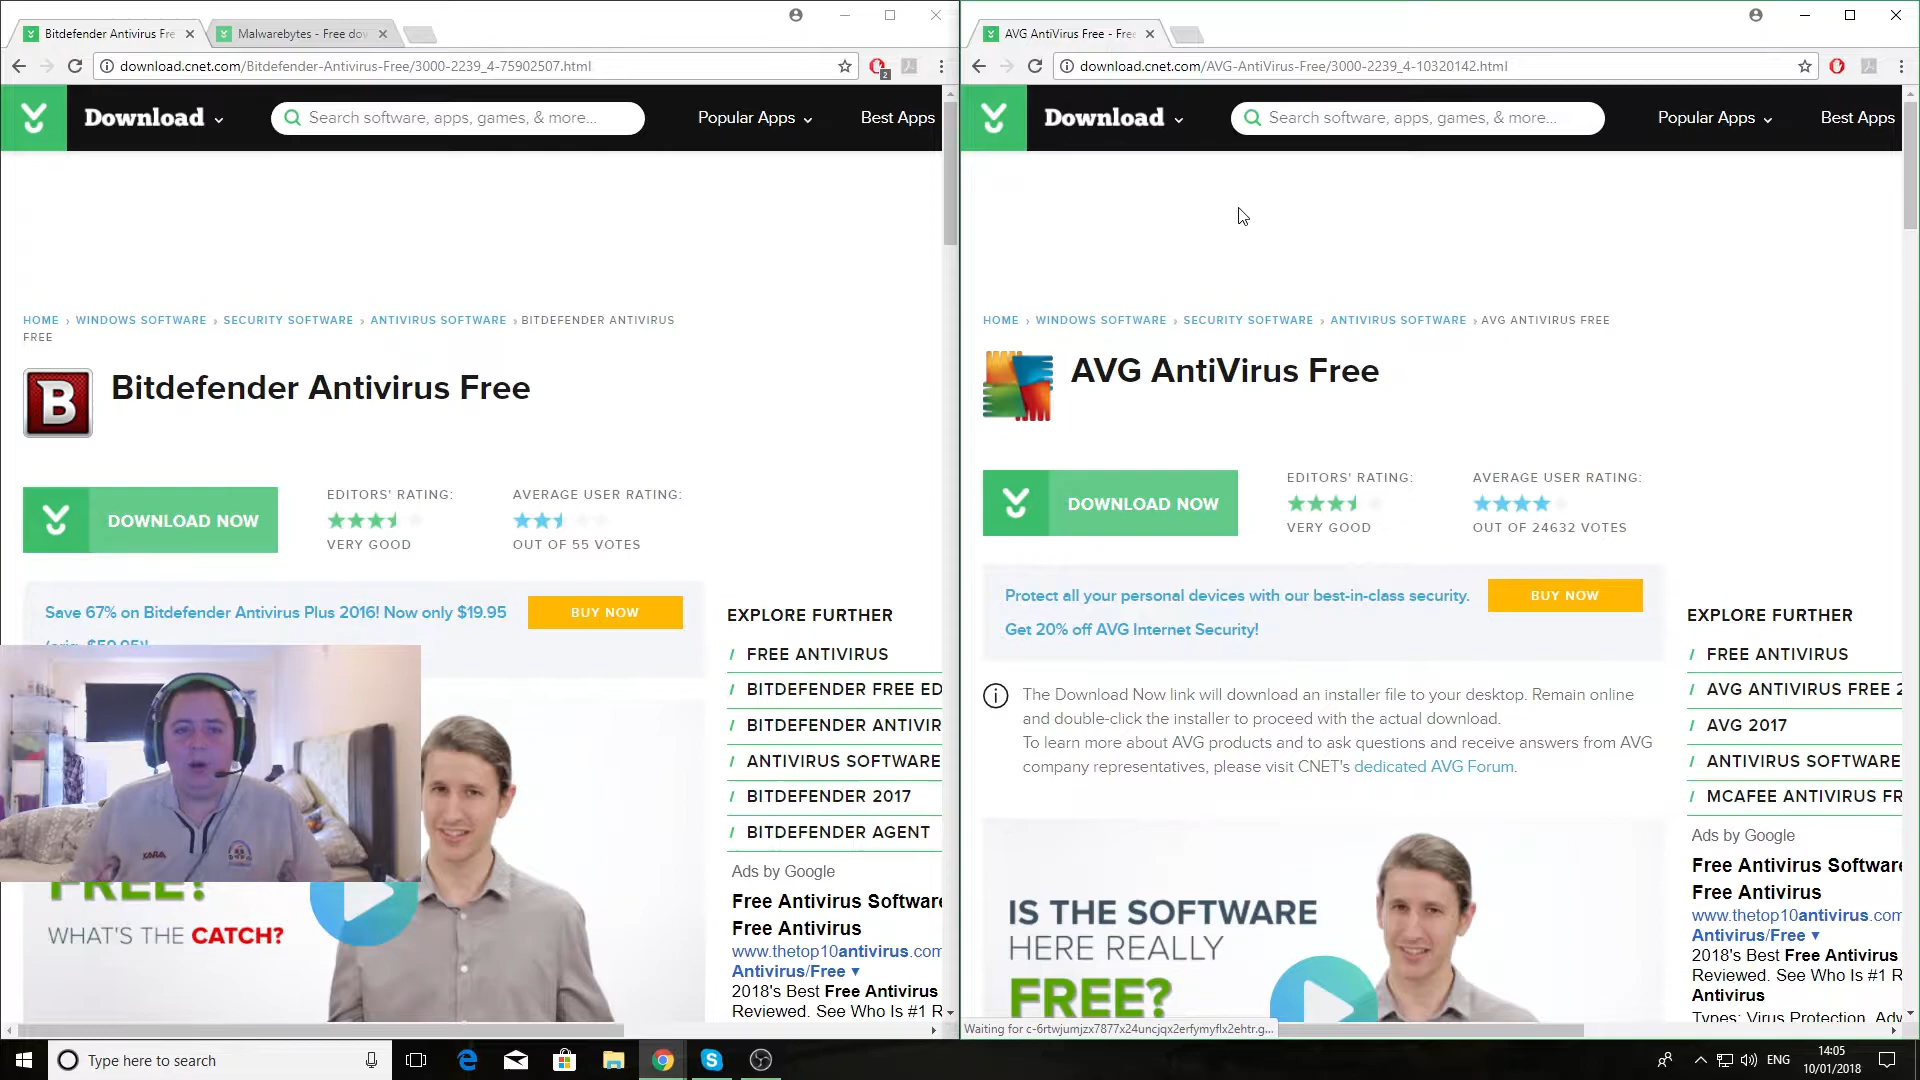 Bitdefender Antivirus Fre
Malwarebytes - Free dov
download.cnet.com/Bitdefender-Antivirus-Free/3000-2239_4-75902507.html
2
Download
Search software, apps, games, & more...
Popular Apps
Best Apps
HOME › WINDOWS SOFTWARE › SECURITY SOFTWARE › ANTIVIRUS SOFTWARE › BITDEFENDER ANTIVIRUS
FREE
B
Bitdefender Antivirus Free
DOWNLOAD NOW
EDITORS' RATING:
VERY GOOD
AVERAGE USER RATING:
OUT OF 55 VOTES
Save 67% on Bitdefender Antivirus Plus 2016! Now only $19.95
BUY NOW
EXPLORE FURTHER
/ FREE ANTIVIRUS
/ BITDEFENDER FREE ED
/ BITDEFENDER ANTIVIR
/ ANTIVIRUS SOFTWARE
/ BITDEFENDER 2017
/ BITDEFENDER AGENT
FREE?
WHAT'S THE CATCH?
Ads by Google
Free Antivirus Software
Free Antivirus
www.thetop10antivirus.com
Antivirus/Free ▼
2018's Best Free Antivirus
Reviewed. See Who Is #1 R
AVG AntiVirus Free - Free
download.cnet.com/AVG-AntiVirus-Free/3000-2239_4-10320142.html
Download
Search software, apps, games, & more...
Popular Apps
Best Apps
HOME › WINDOWS SOFTWARE › SECURITY SOFTWARE › ANTIVIRUS SOFTWARE › AVG ANTIVIRUS FREE
AVG AntiVirus Free
DOWNLOAD NOW
EDITORS' RATING:
VERY GOOD
AVERAGE USER RATING:
OUT OF 24632 VOTES
Protect all your personal devices with our best-in-class security.
Get 20% off AVG Internet Security!
BUY NOW
The Download Now link will download an installer file to your desktop. Remain online
and double-click the installer to proceed with the actual download.
To learn more about AVG products and to ask questions and receive answers from AVG
company representatives, please visit CNET's dedicated AVG Forum.
IS THE SOFTWARE
HERE REALLY
FREE?
EXPLORE FURTHER
/ FREE ANTIVIRUS
/ AVG ANTIVIRUS FREE 2
/ AVG 2017
/ ANTIVIRUS SOFTWARE
/ MCAFEE ANTIVIRUS FR
Ads by Google
Free Antivirus Software
Free Antivirus
www.thetop10antivirus.com
Antivirus/Free ▼
2018's Best Free Antivirus
Reviewed. See Who Is #1 R
Antivirus
Types: Virus Protection, Adw
Waiting for c-6rtwjumjzx7877x24uncjqx2erfymyflx2ehtr.g...
Type here to search
ENG
14:05
10/01/2018